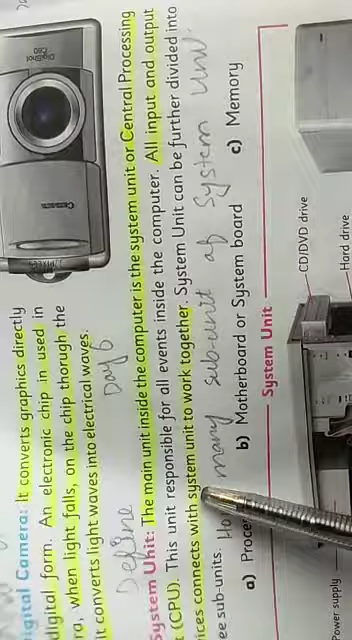 DigiShot
Camera
PIXELS
Digital Camera: It converts graphics directly
digital form. An electronic chip in used in
, when light falls, on the chip thorugh the
It converts light waves into electrical waves.
Define
Day 6
System Unit: The main unit inside the computer is the system unit or Central Processing
(CPU). This unit responsible for all events inside the computer. All input and output
ices connects with system unit to work together. System Unit can be further divided into
ee sub-units. How many sub-unit of System Unit.
a) Proce b) Motherboard or System board c) Memory
System Unit
CD/DVD drive
Hard drive
Power supply